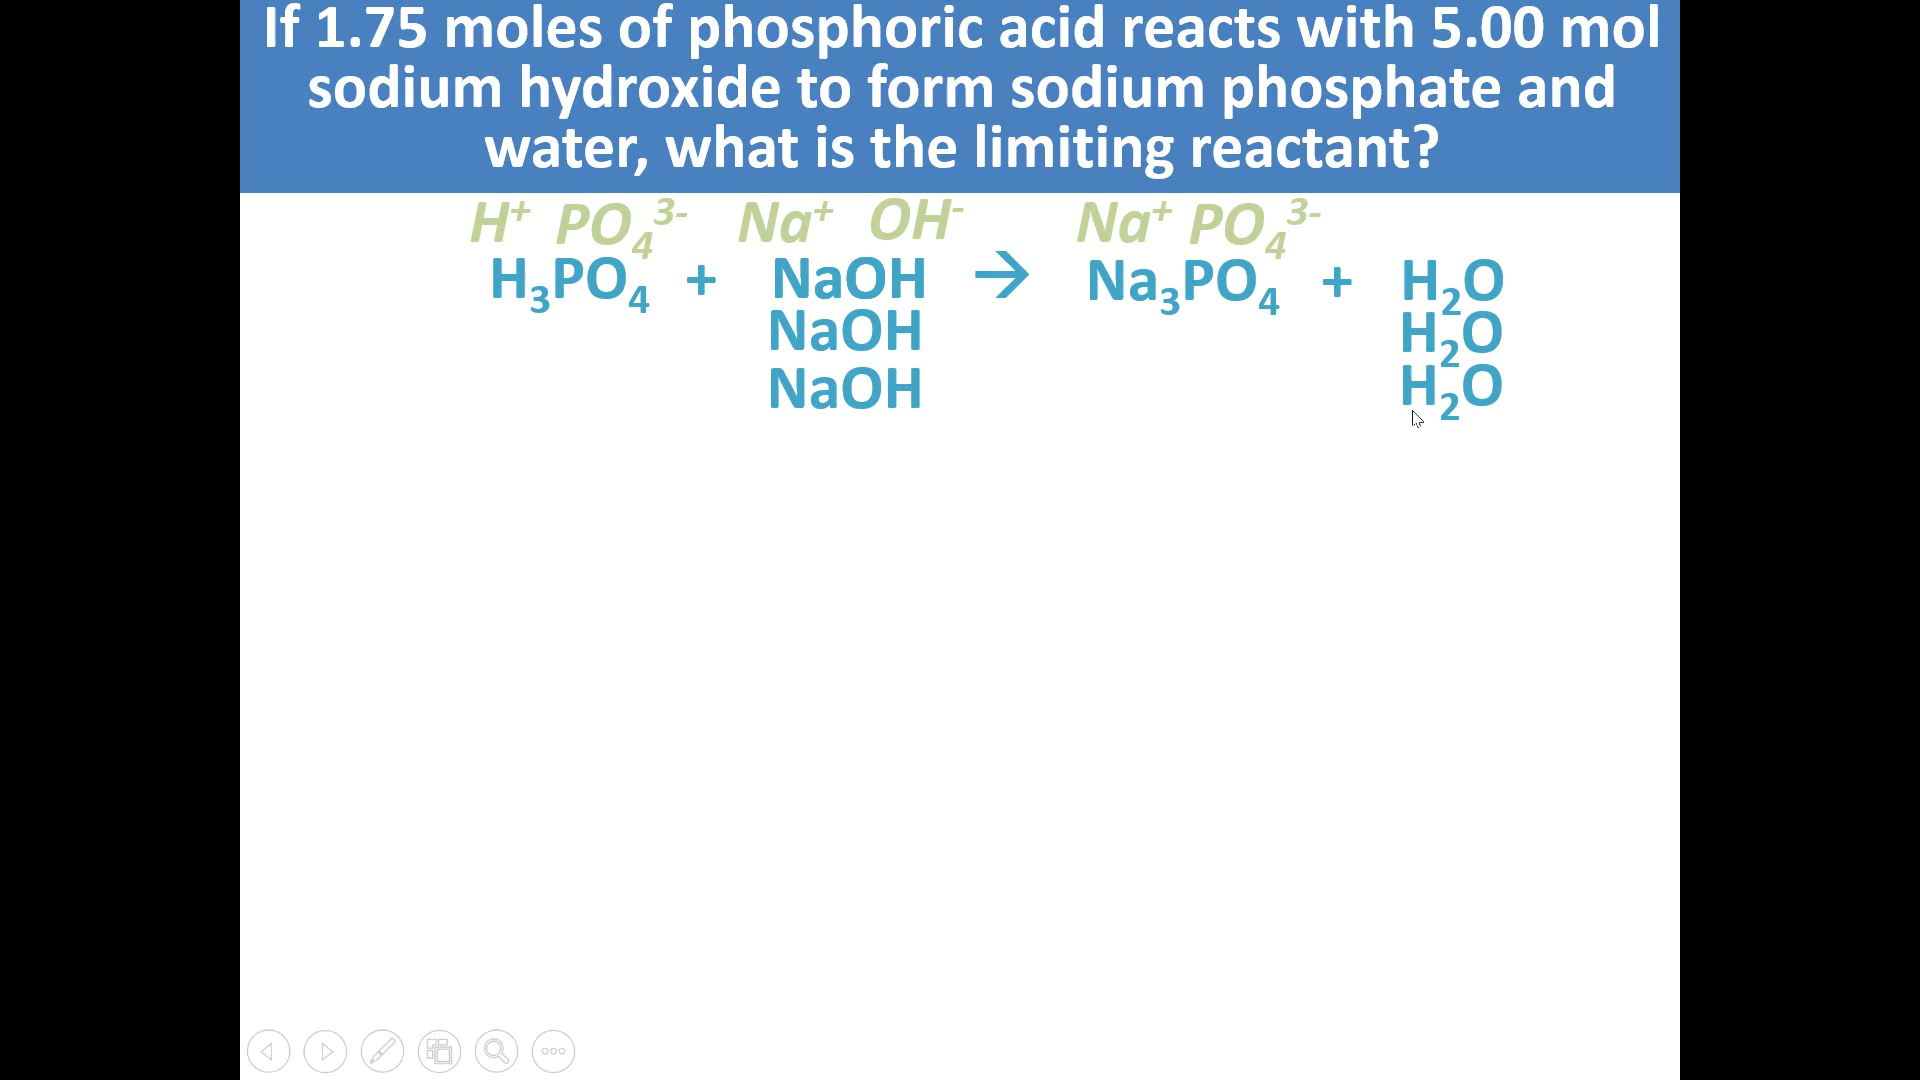 If 1.75 moles of phosphoric acid reacts with 5.00 mol
sodium hydroxide to form sodium phosphate and
water, what is the limiting reactant?
H⁺ PO₄³⁻ Na⁺ OH⁻ Na⁺ PO₄³⁻
H₃PO₄ + NaOH → Na₃PO₄ + H₂O
NaOH H₂O
NaOH H₂O